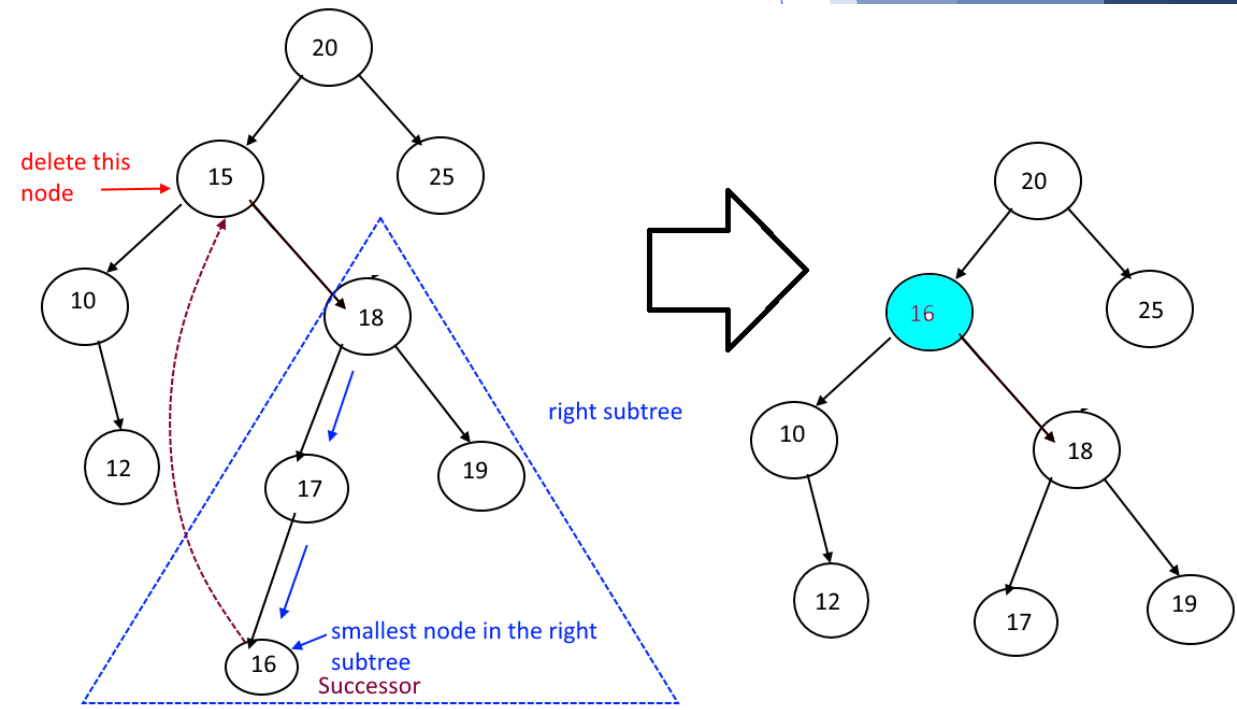 20
delete this
node
15
25
10
18
right subtree
12
17
19
smallest node in the right
subtree
16
Successor
20
16
25
10
18
12
17
19